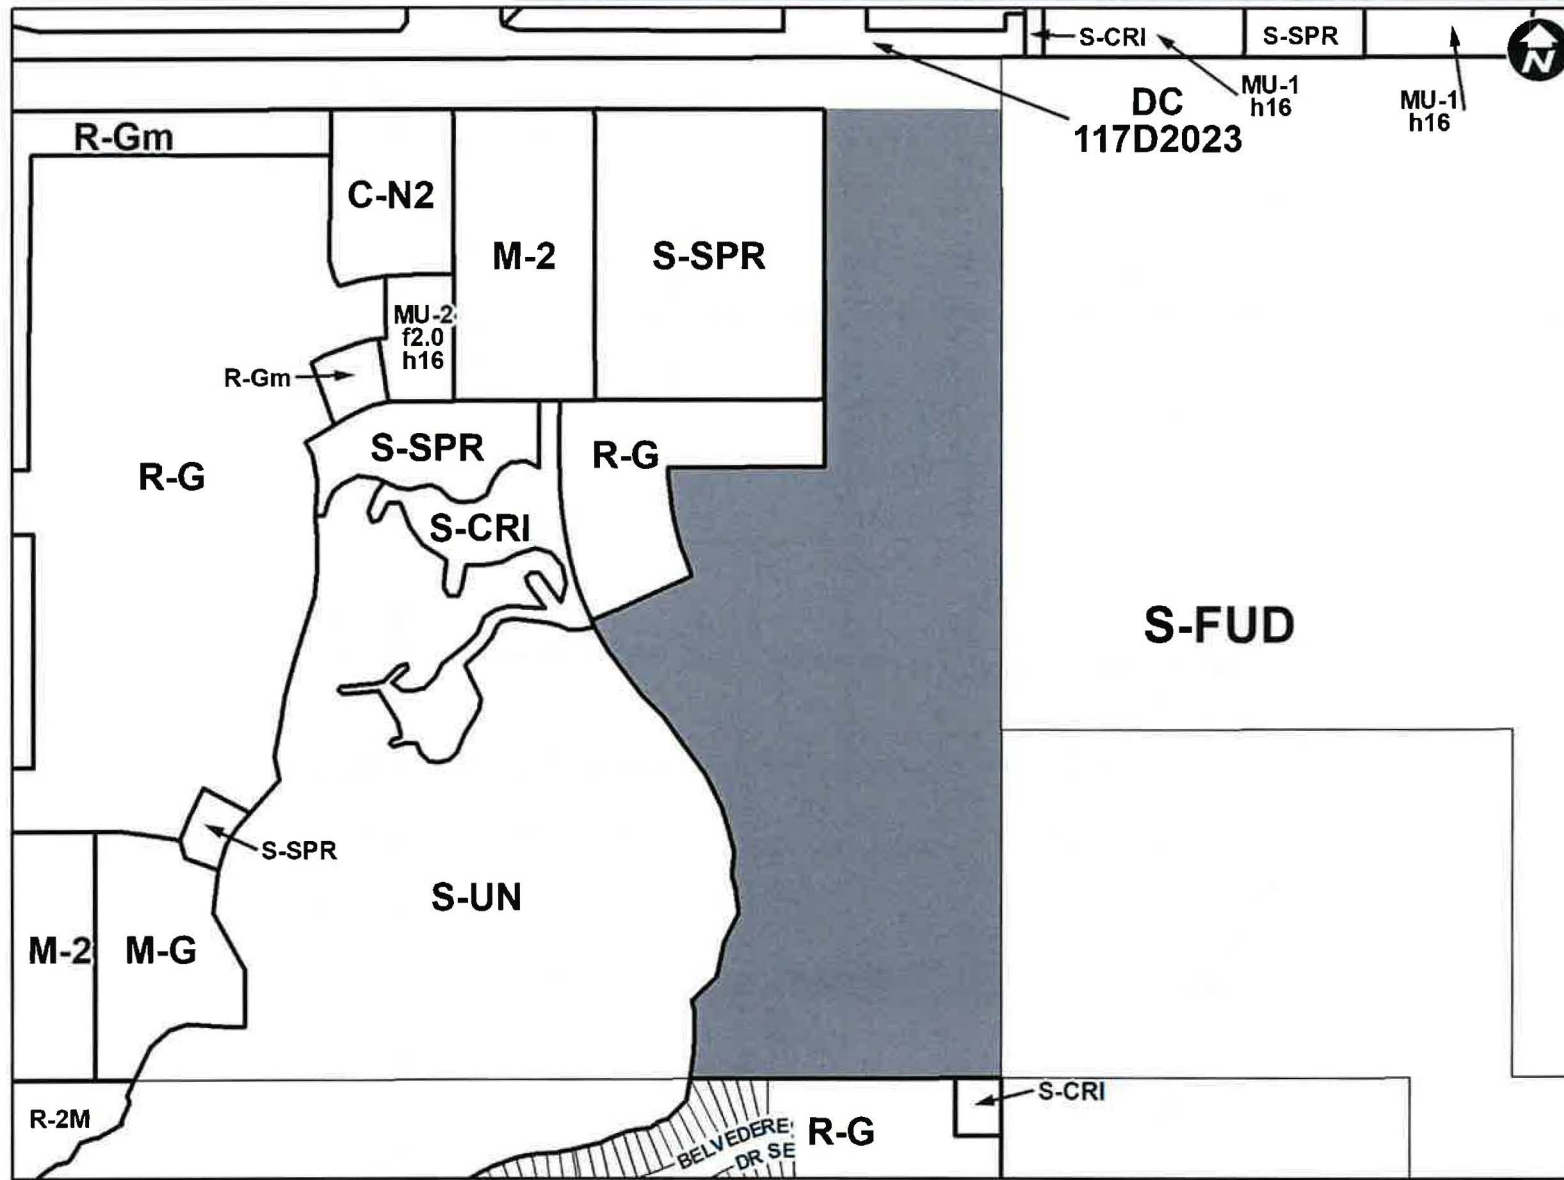 S-CRI
S-SPR
N
MU-1
h16
MU-1
h16
DC
117D2023
R-Gm
C-N2
M-2
S-SPR
MU-2
f2.0
h16
R-Gm
S-SPR
R-G
R-G
S-CRI
S-FUD
S-SPR
S-UN
M-2
M-G
S-CRI
R-2M
R-G
BELVEDERE
DR SE